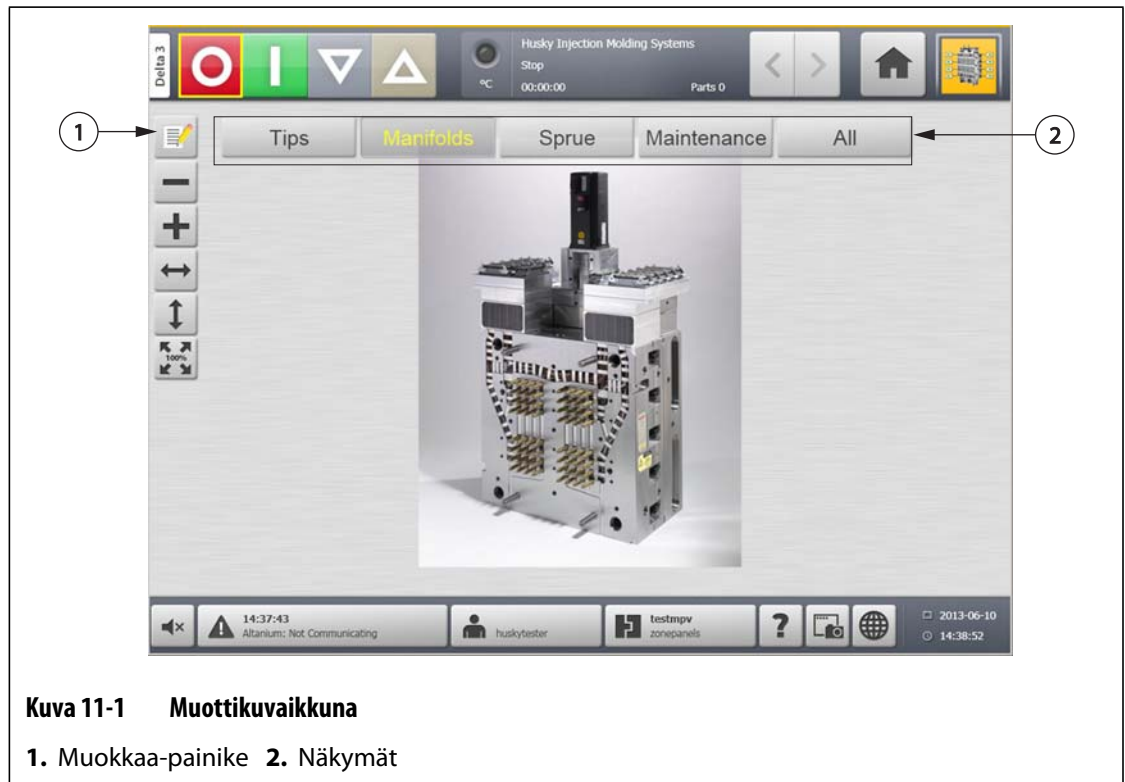 Delta 3
Husky Injection Molding Systems
Stop
00:00:00 Parts 0
°C
1
Tips Manifolds Sprue Maintenance All
2
100%
14:37:43
Altanium: Not Communicating
huskytester
testmpv
zonepanels
?
2013-06-10
14:38:52
Kuva 11-1 Muottikuvaikkuna
1. Muokkaa-painike 2. Näkymät